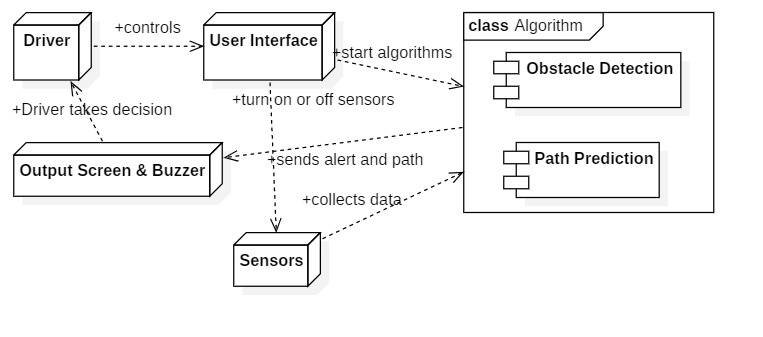 +controls
class Algorithm
Driver
User Interface
+start algorithms
Obstacle Detection
+turn on or off sensors
+Driver takes decision
+sends alert and path
Path Prediction
Output Screen & Buzzer
+collects data
Sensors